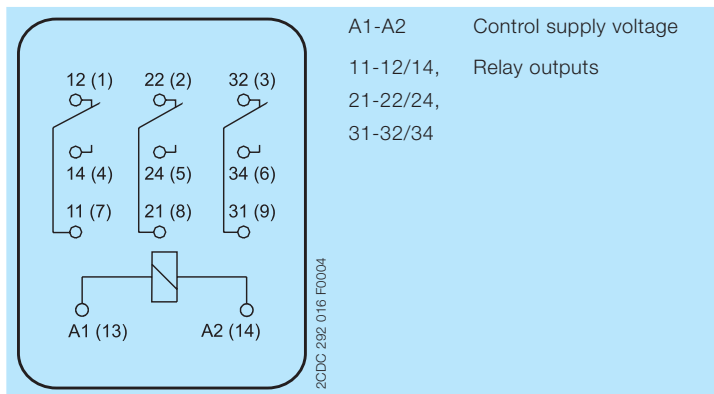 12 (1) 22 (2) 32 (3)
14 (4) 24 (5) 34 (6)
11 (7) 21 (8) 31 (9)
A1 (13) A2 (14)
2CDC 292 016 F0004
A1-A2 Control supply voltage
11-12/14, Relay outputs
21-22/24,
31-32/34